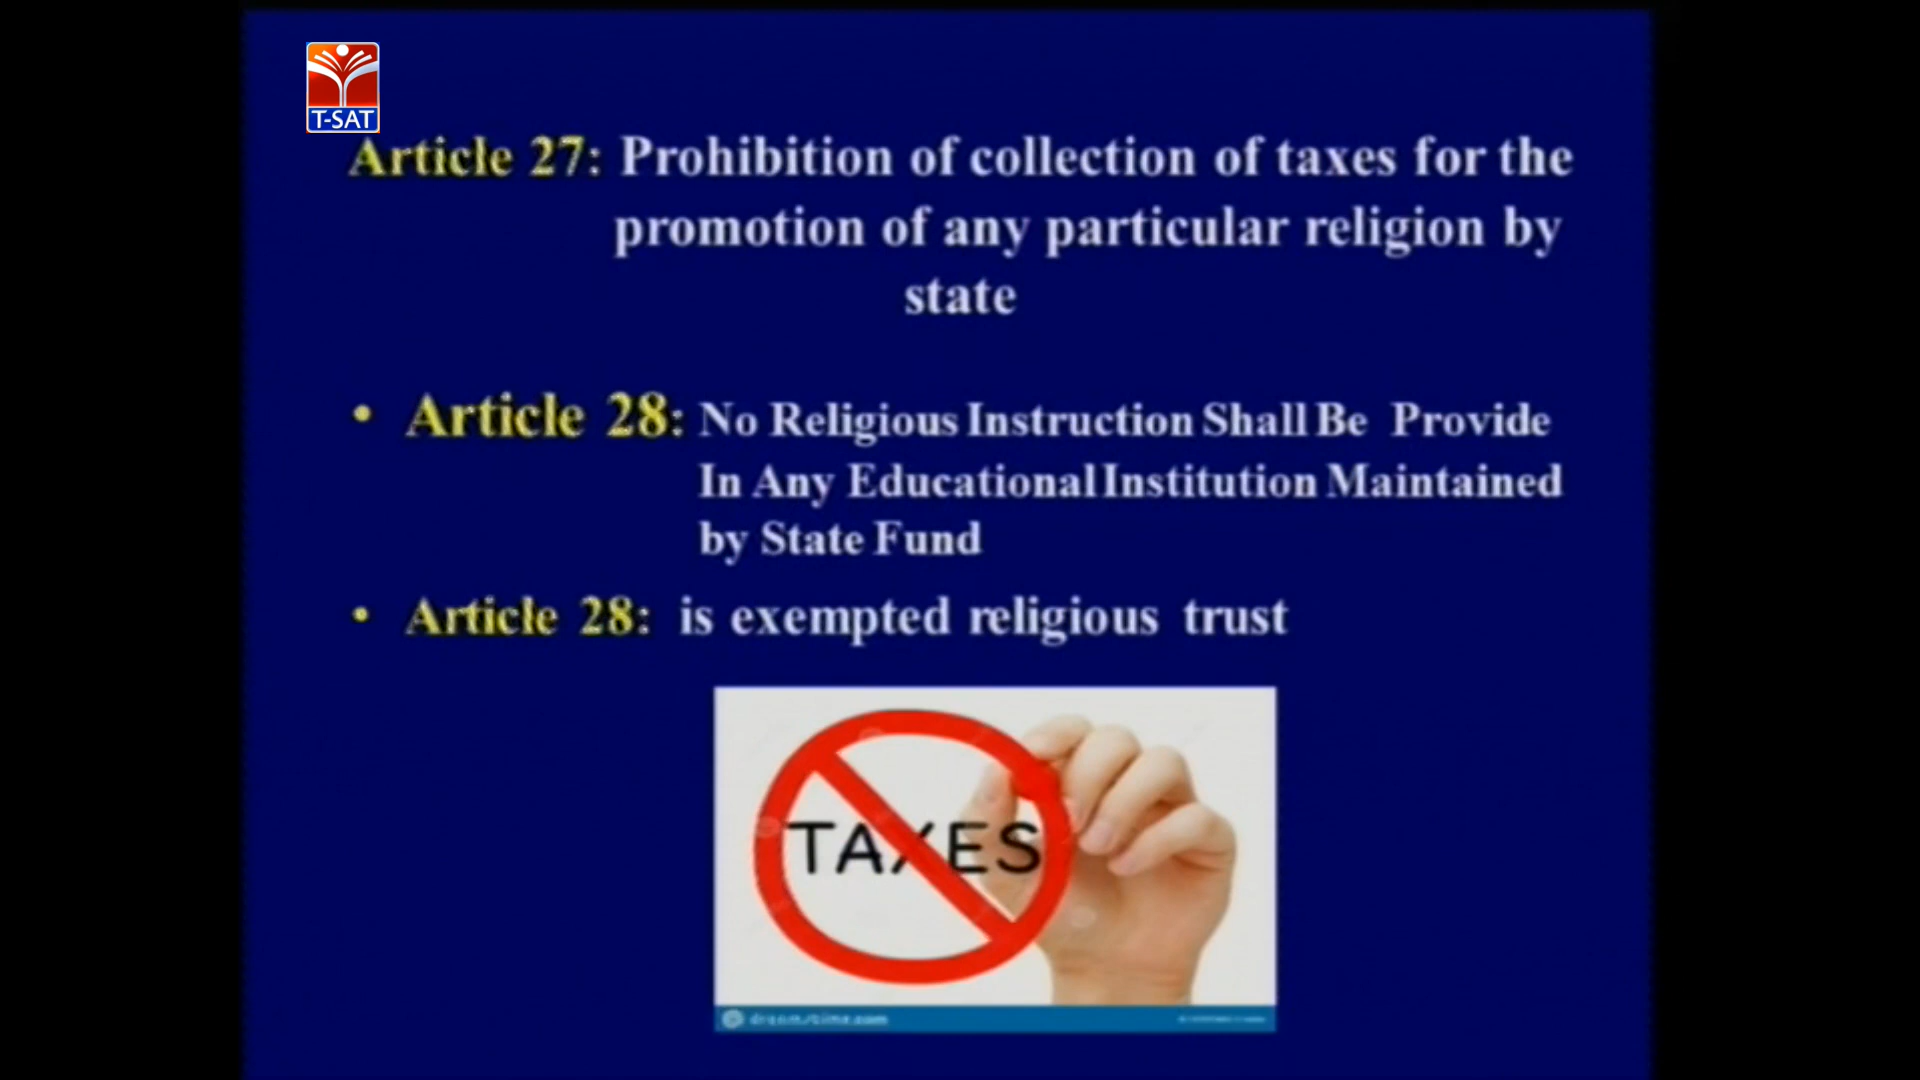 T-SAT
Article 27: Prohibition of collection of taxes for the
promotion of any particular religion by
state
• Article 28: No Religious Instruction Shall Be Provide
In Any Educational Institution Maintained
by State Fund
• Article 28: is exempted religious trust
TAXES
dreamstime.com